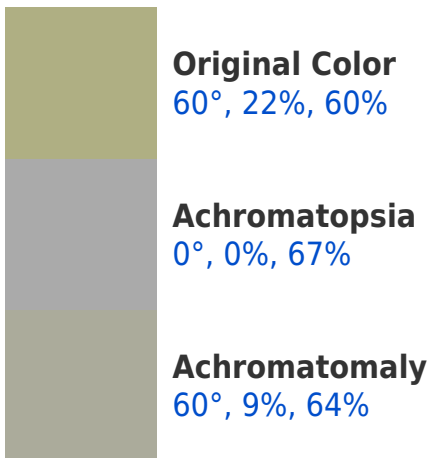 Original Color
60°, 22%, 60%
Achromatopsia
0°, 0%, 67%
Achromatomaly
60°, 9%, 64%